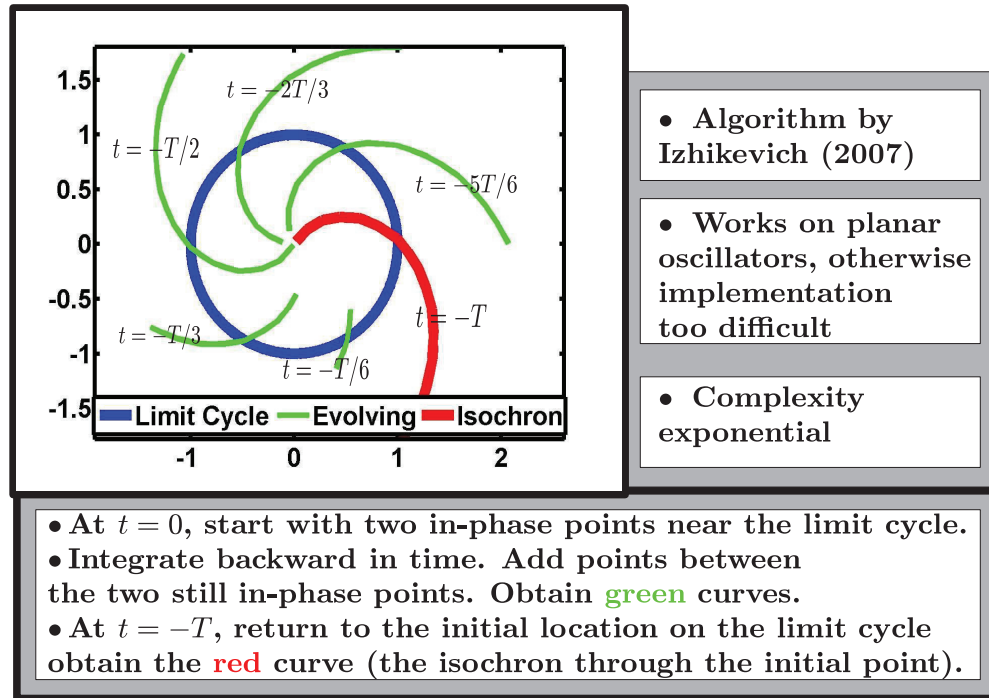 1.5
1
0.5
0
-0.5
-1
-1.5
-1 0 1 2
t = −2T/3
t = −T/2
t = −5T/6
t = −T
t = −T/3
t = −T/6
Limit Cycle Evolving Isochron
• Algorithm by
Izhikevich (2007)
• Works on planar
oscillators, otherwise
implementation
too difficult
• Complexity
exponential
• At t = 0, start with two in-phase points near the limit cycle.
• Integrate backward in time. Add points between
the two still in-phase points. Obtain green curves.
• At t = −T, return to the initial location on the limit cycle
obtain the red curve (the isochron through the initial point).